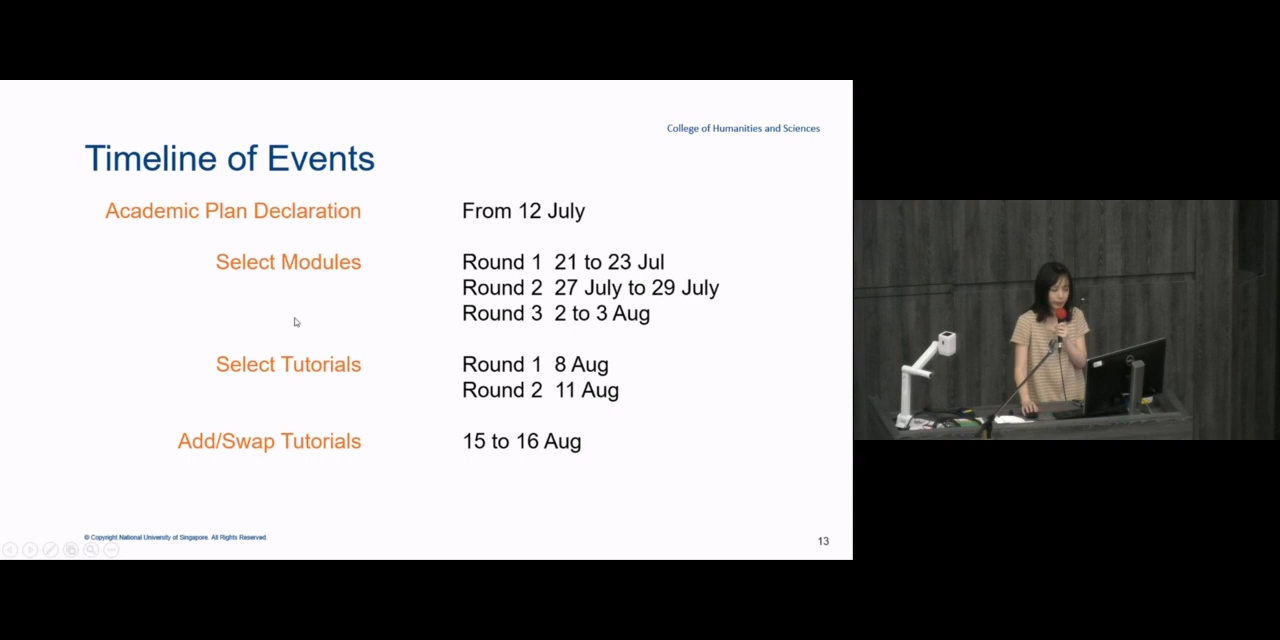 College of Humanities and Sciences
Timeline of Events
Academic Plan Declaration From 12 July
Select Modules Round 1 21 to 23 Jul
Round 2 27 July to 29 July
Round 3 2 to 3 Aug
Select Tutorials Round 1 8 Aug
Round 2 11 Aug
Add/Swap Tutorials 15 to 16 Aug
© Copyright National University of Singapore. All Rights Reserved.
13